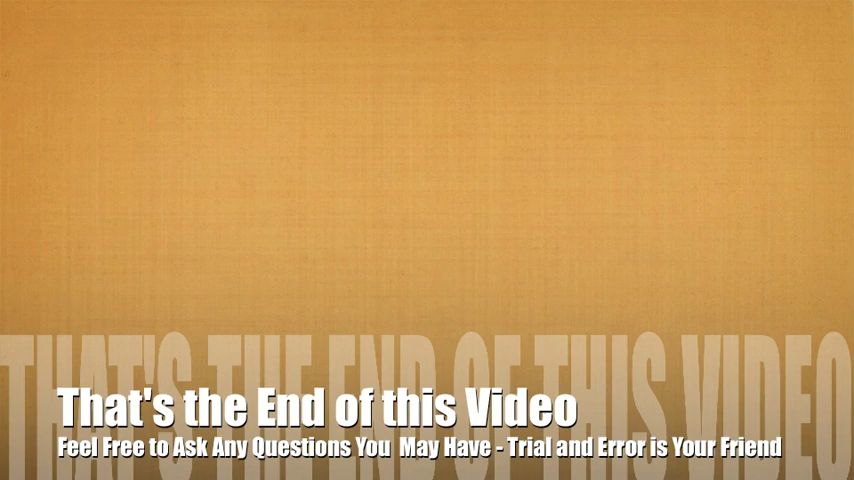 THAT'S THE END OF THIS VIDEO
That's the End of this Video
Feel Free to Ask Any Questions You  May Have - Trial and Error is Your Friend